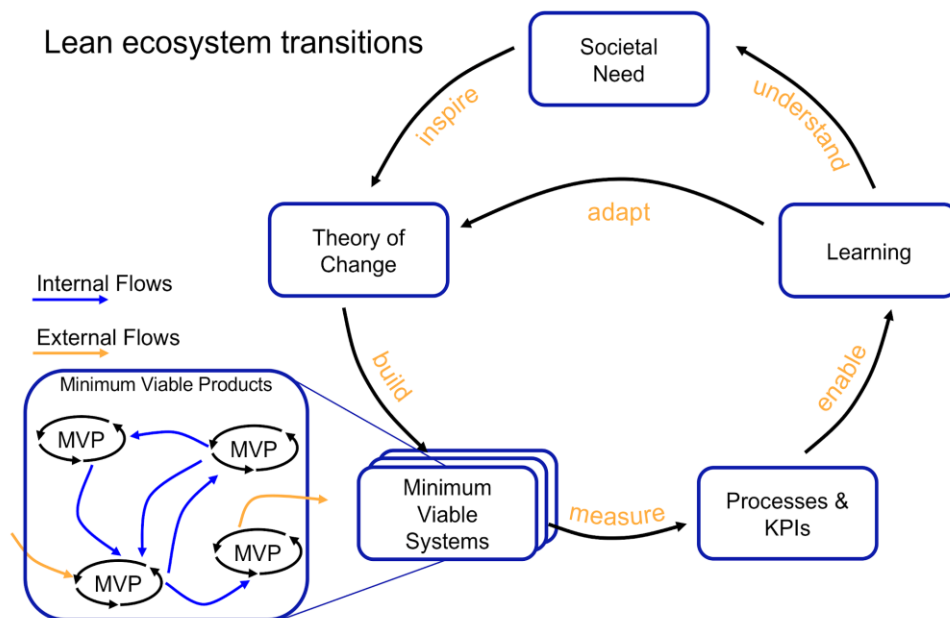 Lean ecosystem transitions
Societal
Need
inspire
understand
adapt
Theory of
Change
Learning
Internal Flows
External Flows
build
enable
Minimum Viable Products
MVP
MVP
MVP
MVP
Minimum
Viable
Systems
measure
Processes &
KPIs